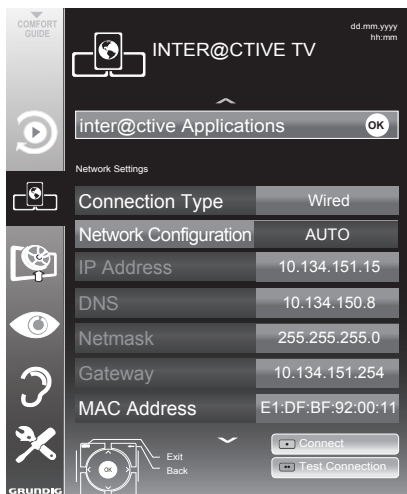 COMFORT
GUIDE
INTER@CTIVE TV
dd.mm.yyyy
hh:mm
inter@ctive Applications OK
Network Settings
Connection Type Wired
Network Configuration AUTO
IP Address 10.134.151.15
DNS 10.134.150.8
Netmask 255.255.255.0
Gateway 10.134.151.254
MAC Address E1:DF:BF:92:00:11
OK
Exit
Back
Connect
Test Connection
GRUNDIG